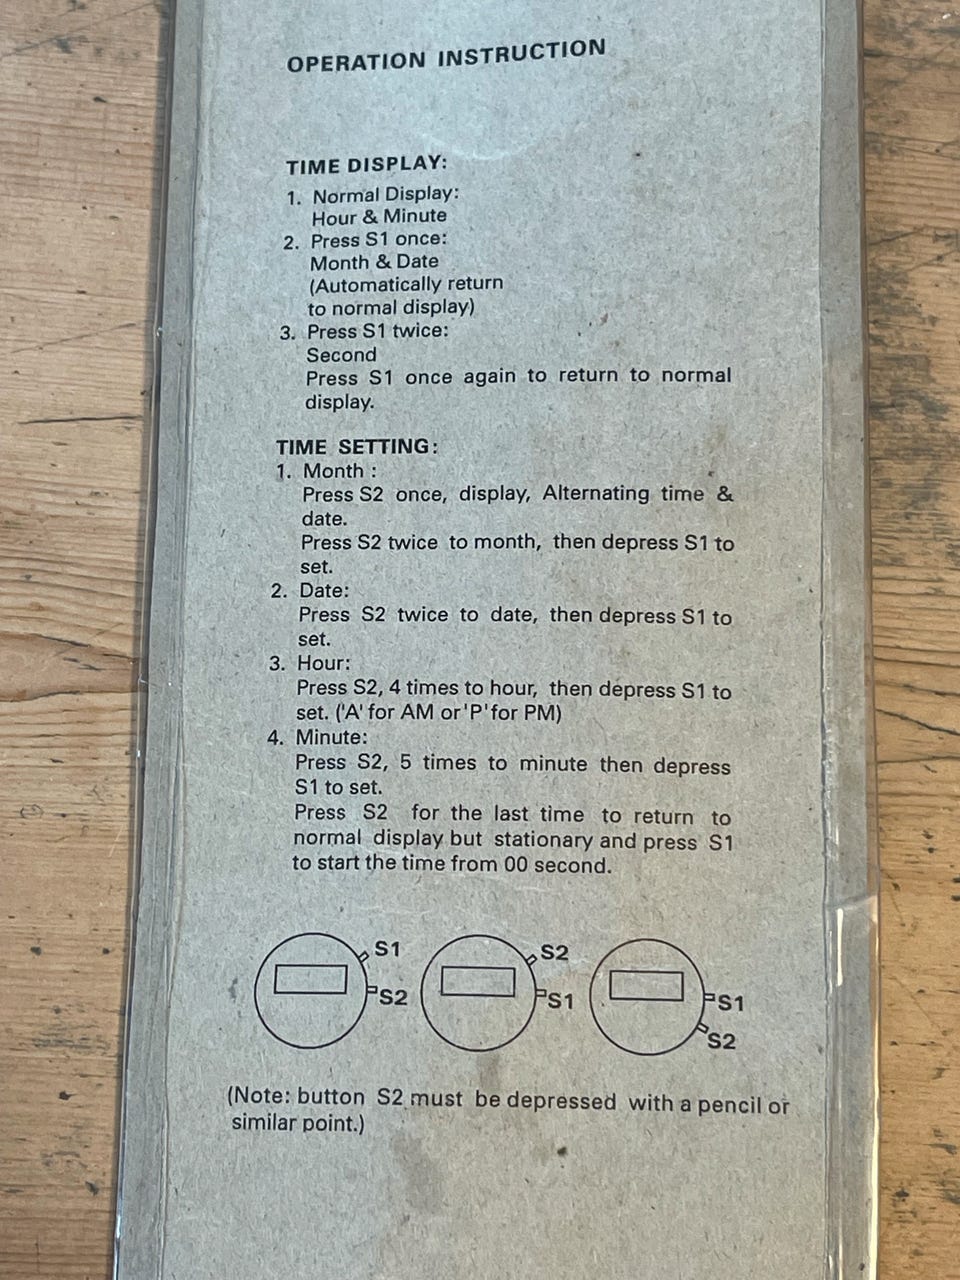 OPERATION INSTRUCTION
TIME DISPLAY:
1. Normal Display:
Hour & Minute
2. Press S1 once:
Month & Date
(Automatically return
to normal display)
3. Press S1 twice:
Second
Press S1 once again to return to normal
display.
TIME SETTING:
1. Month :
Press S2 once, display, Alternating time &
date.
Press S2 twice to month, then depress S1 to
set.
2. Date:
Press S2 twice to date, then depress S1 to
set.
3. Hour:
Press S2, 4 times to hour, then depress S1 to
set. ('A' for AM or 'P' for PM)
4. Minute:
Press S2, 5 times to minute then depress
S1 to set.
Press S2 for the last time to return to
normal display but stationary and press S1
to start the time from 00 second.
S1 S2 S1
S2 S1 S2
(Note: button S2 must be depressed with a pencil or
similar point.)